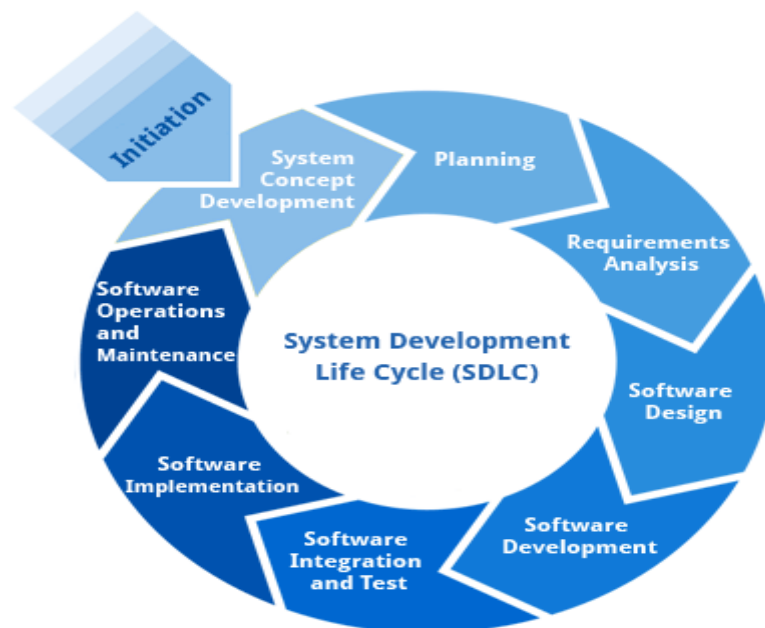 Initiation
System
Concept
Development
Planning
Requirements
Analysis
Software
Design
Software
Development
Software
Integration
and Test
Software
Implementation
Software
Operations
and
Maintenance
System Development
Life Cycle (SDLC)